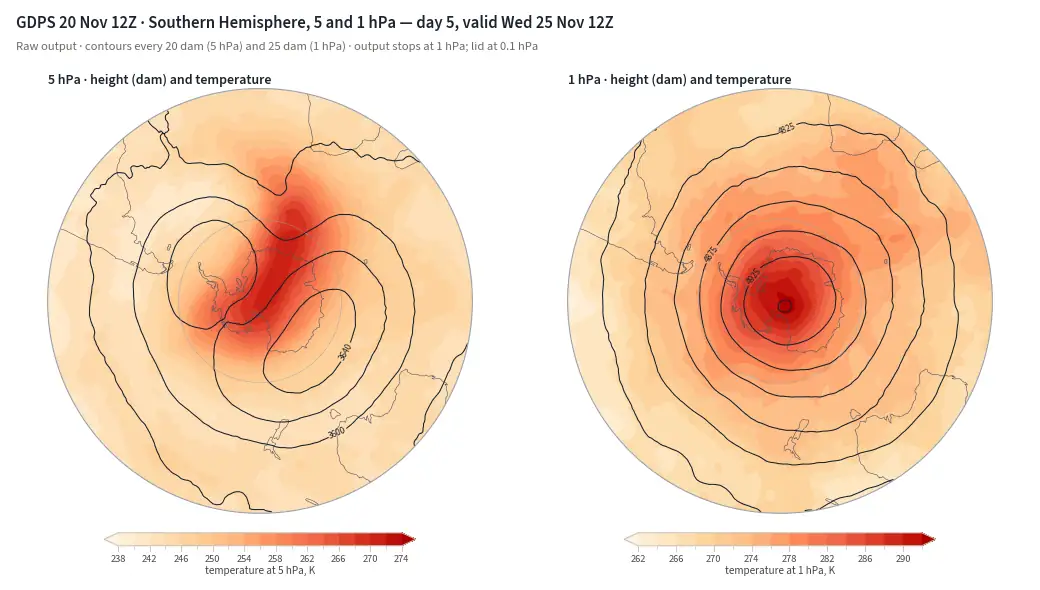 GDPS 20 Nov 12Z · Southern Hemisphere, 5 and 1 hPa — day 5, valid Wed 25 Nov 12Z
Raw output · contours every 20 dam (5 hPa) and 25 dam (1 hPa) · output stops at 1 hPa; lid at 0.1 hPa
5 hPa · height (dam) and temperature
1 hPa · height (dam) and temperature
4825
4875
4925
3640
3600
238 242 246 250 254 258 262 266 270 274
temperature at 5 hPa, K
262 266 270 274 278 282 286 290
temperature at 1 hPa, K